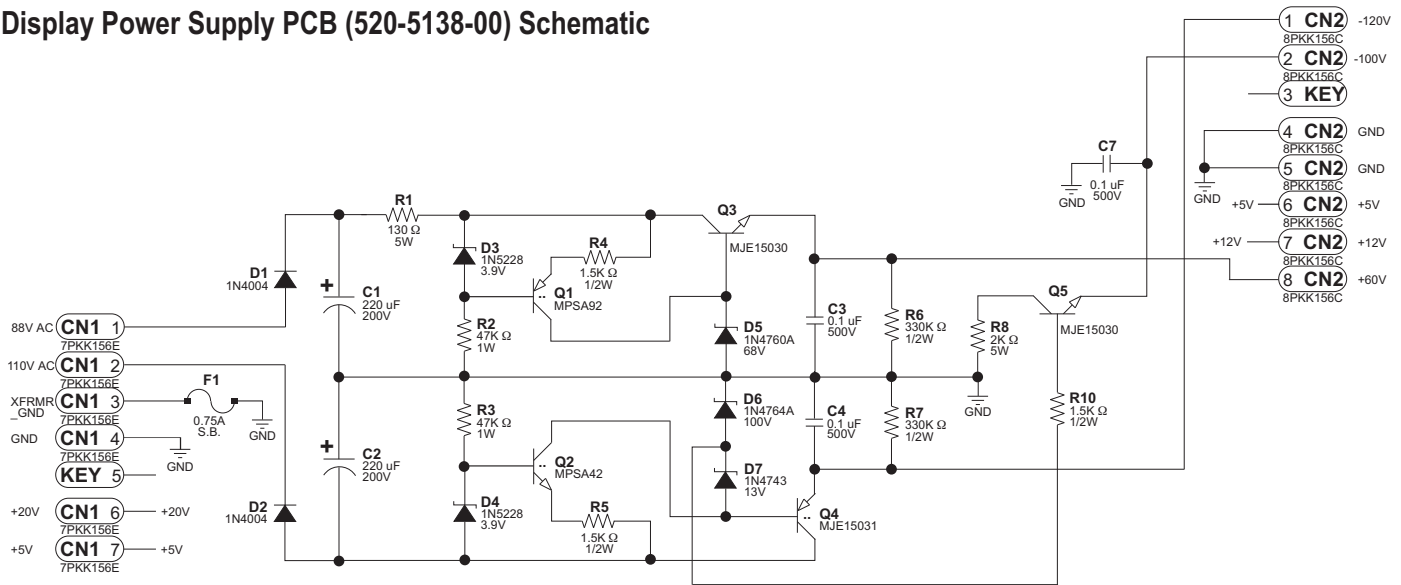 Display Power Supply PCB (520-5138-00) Schematic
1 CN2 -120V
8PKK156C
2 CN2 -100V
8PKK156C
3 KEY
4 CN2 GND
8PKK156C
5 CN2 GND
8PKK156C
GND
+5V 6 CN2 +5V
8PKK156C
+12V 7 CN2 +12V
8PKK156C
8 CN2 +60V
8PKK156C
C7
0.1 uF
500V
GND
88V AC CN1 1
7PKK156E
110V AC CN1 2
7PKK156E
XFRMR
_GND
CN1 3
7PKK156E
GND CN1 4
7PKK156E
KEY 5
+20V CN1 6 +20V
7PKK156E
+5V CN1 7 +5V
7PKK156E
F1
0.75A
S.B.
GND
GND
D1
1N4004
D2
1N4004
+
C1
220 uF
200V
+
C2
220 uF
200V
R1
130 Ω
5W
D3
1N5228
3.9V
R2
47K Ω
1W
R3
47K Ω
1W
D4
1N5228
3.9V
R4
1.5K Ω
1/2W
Q1
MPSA92
Q2
MPSA42
R5
1.5K Ω
1/2W
Q3
MJE15030
D5
1N4760A
68V
D6
1N4764A
100V
D7
1N4743
13V
Q4
MJE15031
C3
0.1 uF
500V
C4
0.1 uF
500V
R6
330K Ω
1/2W
R7
330K Ω
1/2W
R8
2K Ω
5W
GND
Q5
MJE15030
R10
1.5K Ω
1/2W